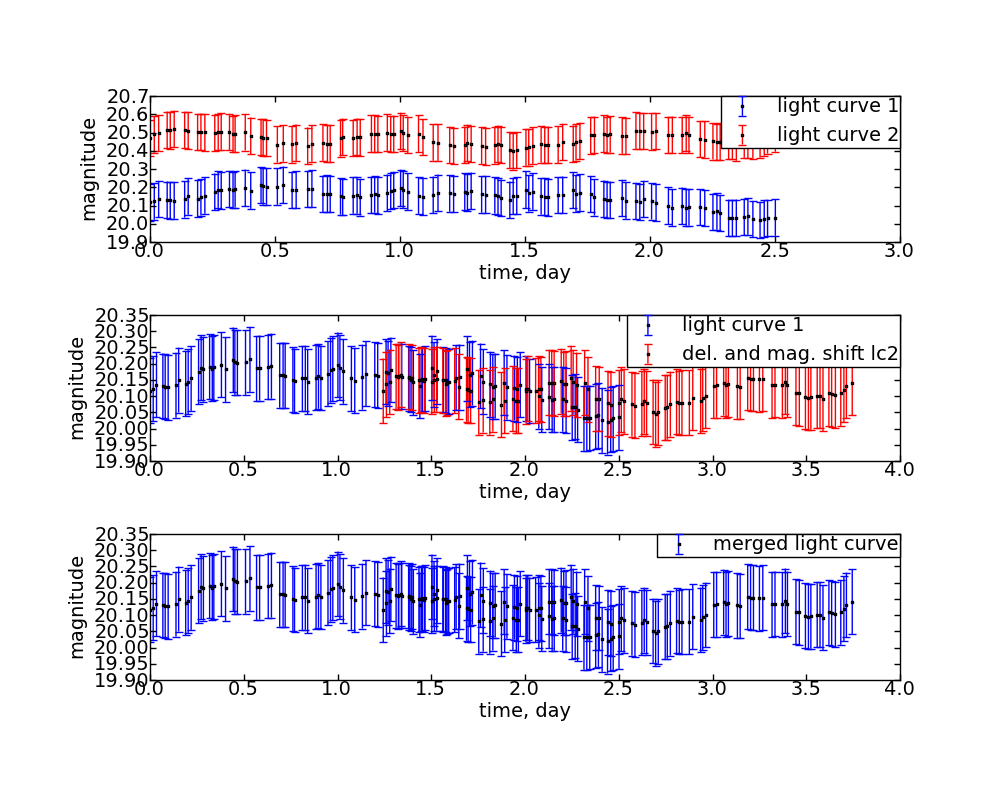 20.7
20.6
20.5
20.4
20.3
20.2
20.1
20.0
19.9
magnitude
light curve 1
light curve 2
0.0 0.5 1.0 1.5 2.0 2.5 3.0
time, day
20.35
20.30
20.25
20.20
20.15
20.10
20.05
20.00
19.95
19.90
magnitude
light curve 1
del. and mag. shift lc2
0.0 0.5 1.0 1.5 2.0 2.5 3.0 3.5 4.0
time, day
20.35
20.30
20.25
20.20
20.15
20.10
20.05
20.00
19.95
19.90
magnitude
merged light curve
0.0 0.5 1.0 1.5 2.0 2.5 3.0 3.5 4.0
time, day